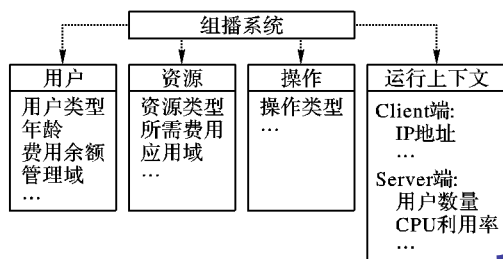 组播系统
用户
用户类型
年龄
费用余额
管理域
…
资源
资源类型
所需费用
应用域
…
操作
操作类型
…
运行上下文
Client端:
IP地址
…
Server端:
用户数量
CPU利用率
…